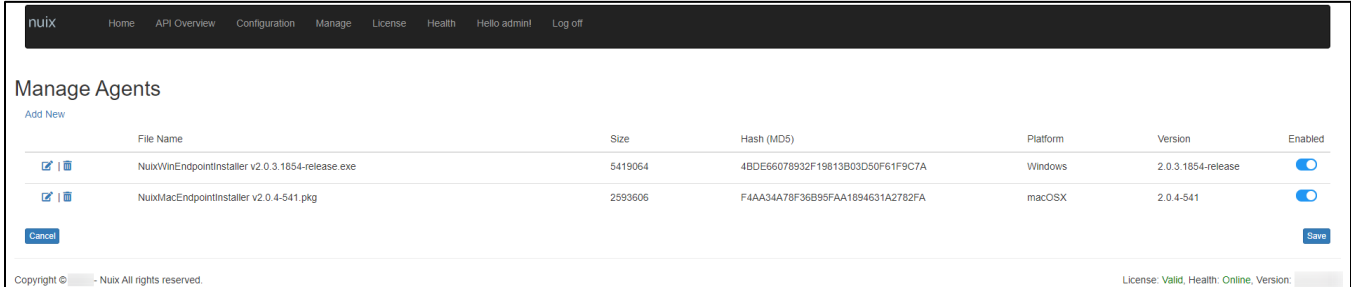 nuix Home API Overview Configuration Manage License Health Hello admin! Log off
Manage Agents
Add New
File Name Size Hash (MD5) Platform Version Enabled
| NuixWinEndpointInstaller v2.0.3.1854-release.exe 5419064 4BDE66078932F19813B03D50F61F9C7A Windows 2.0.3.1854-release
| NuixMacEndpointInstaller v2.0.4-541.pkg 2593606 F4AA34A78F36B95FAA1894631A2782FA macOSX 2.0.4-541
Cancel Save
Copyright © - Nuix All rights reserved. License: Valid, Health: Online, Version: